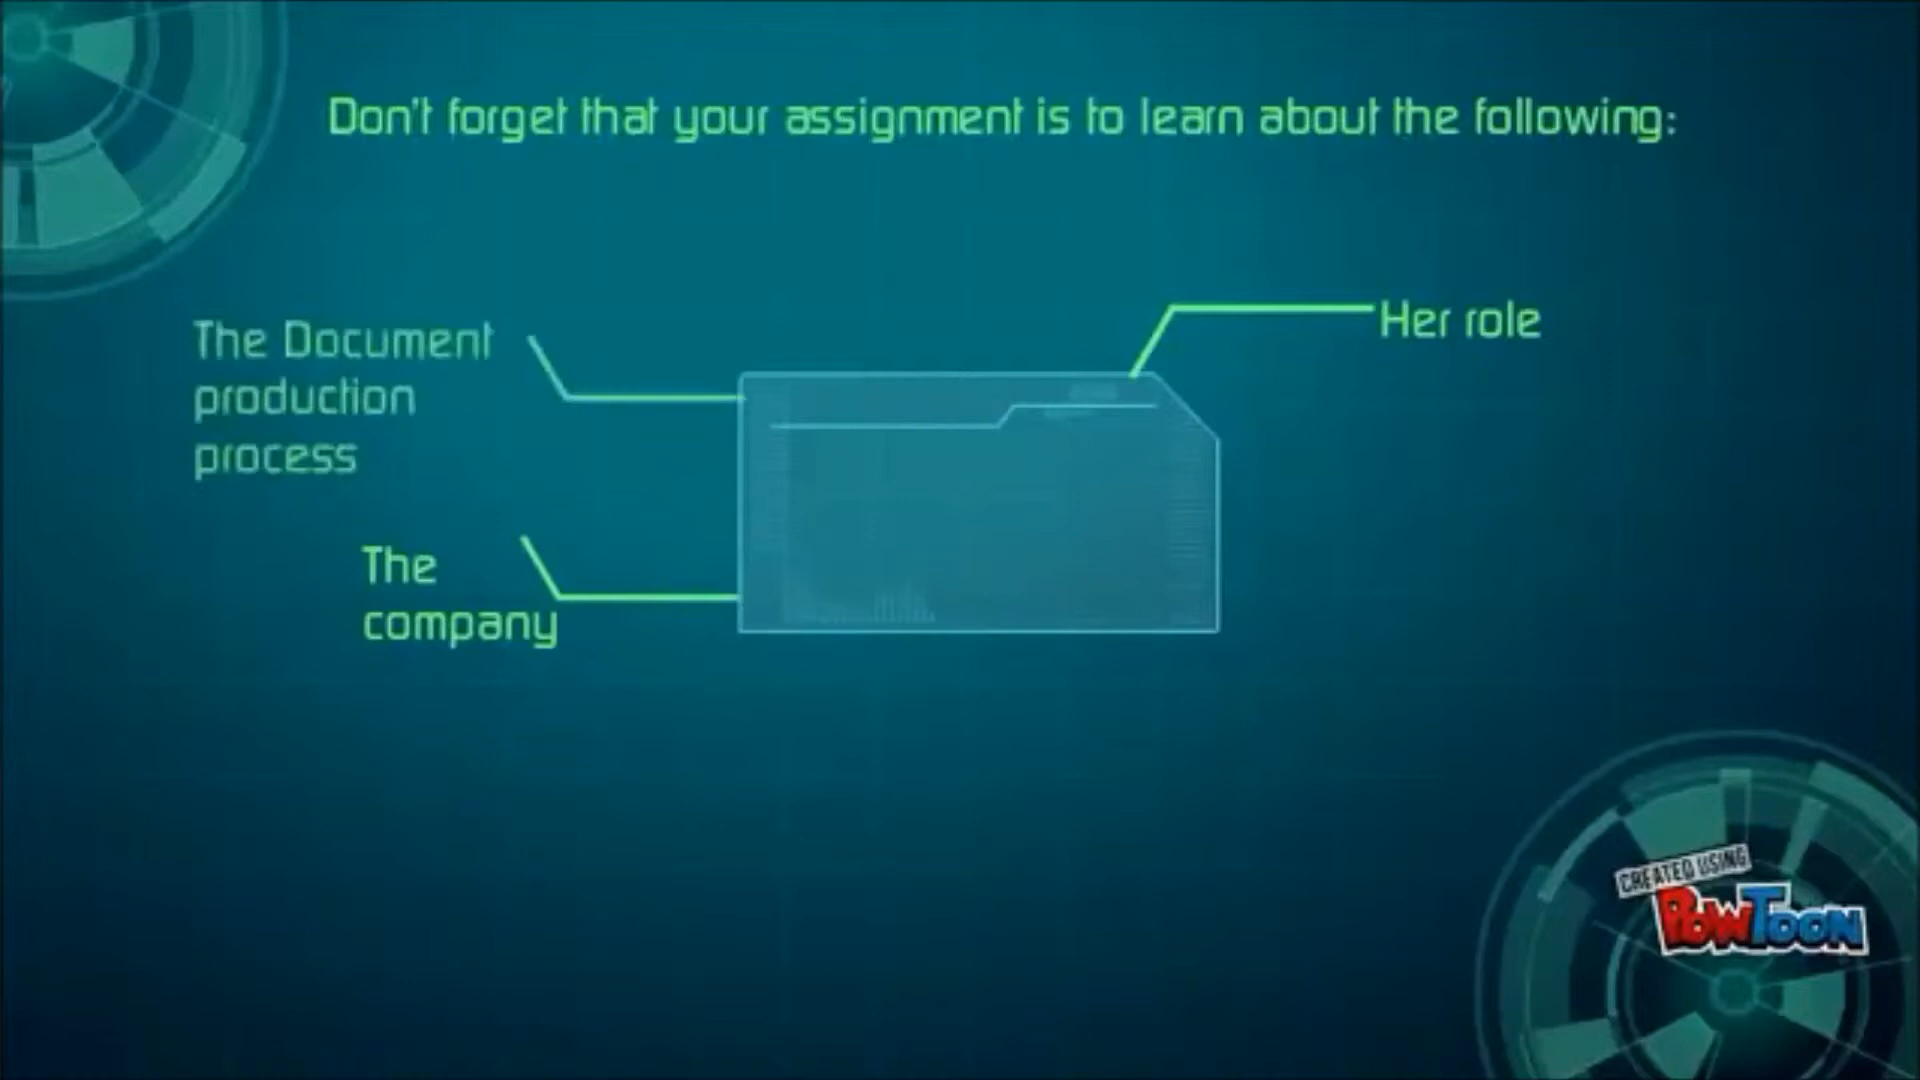 Don't forget that your assignment is to learn about the following:
The Document
production
process
Her role
The
company
CREATED USING
POWTOON